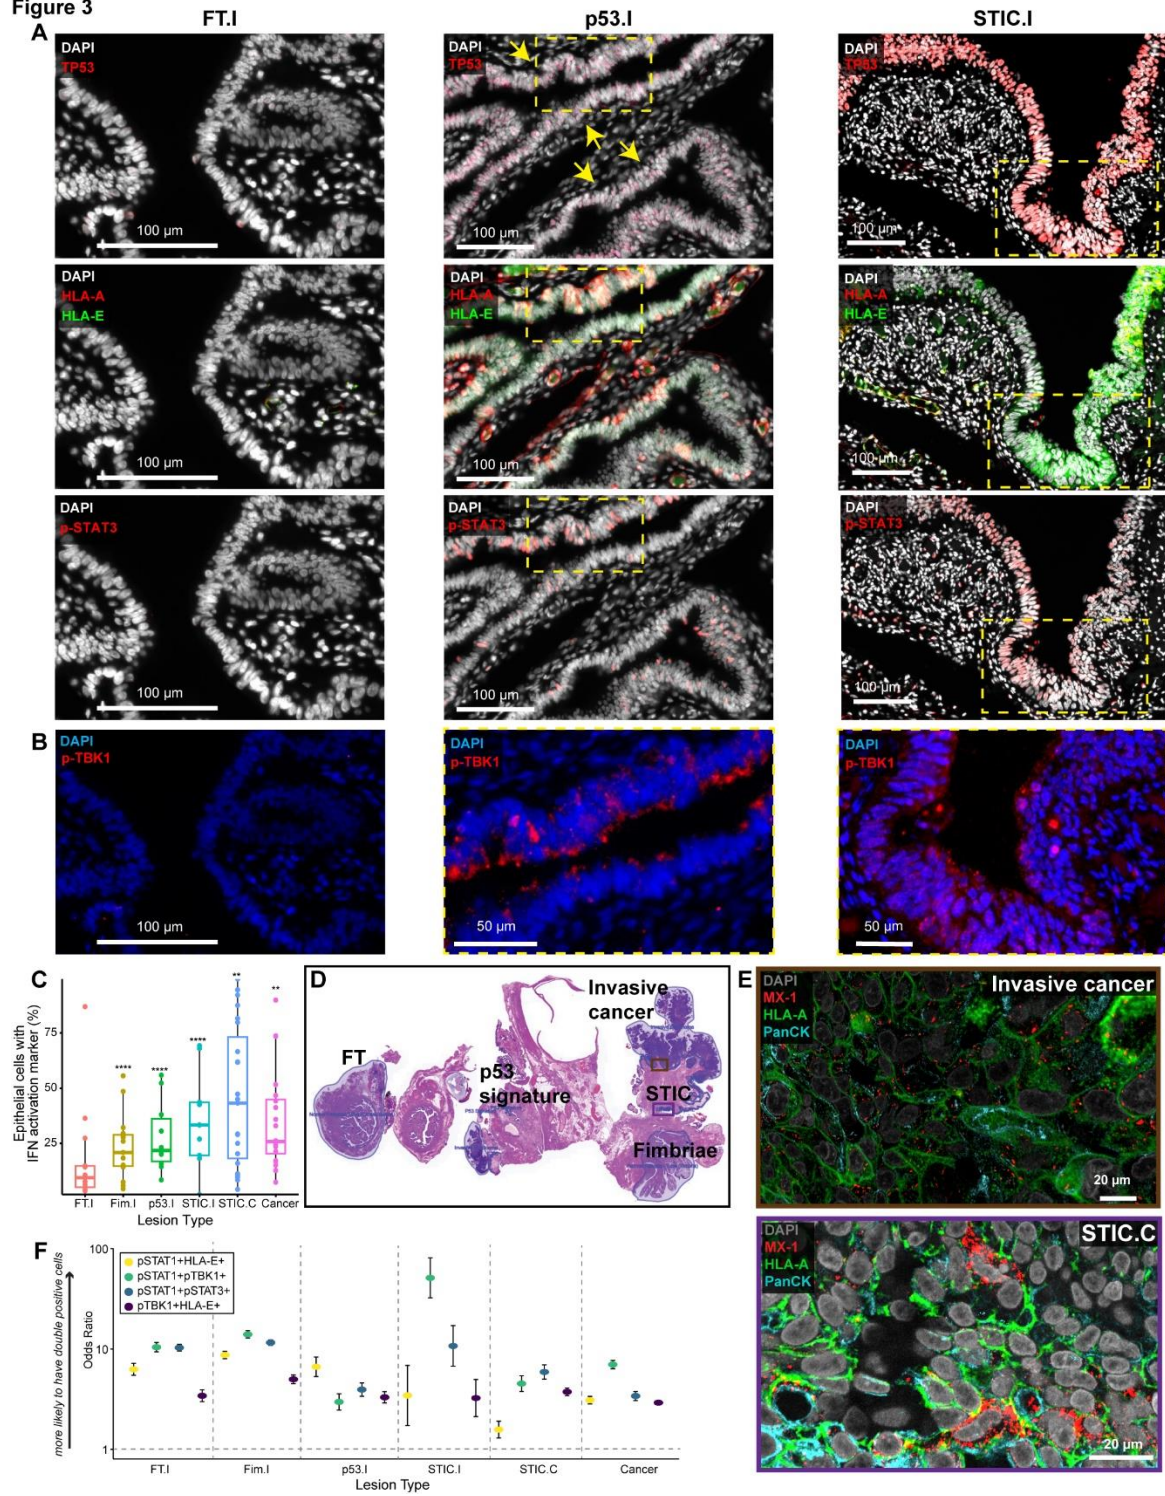 Figure 3
FT.I
p53.I
STIC.I
A
DAPI
TP53
100 µm
DAPI
TP53
100 µm
DAPI
TP53
100 µm
DAPI
HLA-A
HLA-E
100 µm
DAPI
HLA-A
HLA-E
100 µm
DAPI
HLA-A
HLA-E
100 µm
DAPI
p-STAT3
100 µm
DAPI
p-STAT3
100 µm
DAPI
p-STAT3
100 µm
B
DAPI
p-TBK1
100 µm
DAPI
p-TBK1
50 µm
DAPI
p-TBK1
50 µm
C
Epithelial cells with
IFN activation marker (%)
75
50
25
****
****
****
**
**
FT.I Fim.I p53.I STIC.I STIC.C Cancer
Lesion Type
D
FT
p53
signature
Invasive
cancer
STIC
Fimbriae
E
DAPI
MX-1
HLA-A
PanCK
Invasive cancer
20 µm
DAPI
MX-1
HLA-A
PanCK
STIC.C
20 µm
F
more likely to have double positive cells
Odds Ratio
100
10
1
pSTAT1+HLA-E+
pSTAT1+pTBK1+
pSTAT1+pSTAT3+
pTBK1+HLA-E+
FT.I Fim.I p53.I STIC.I STIC.C Cancer
Lesion Type